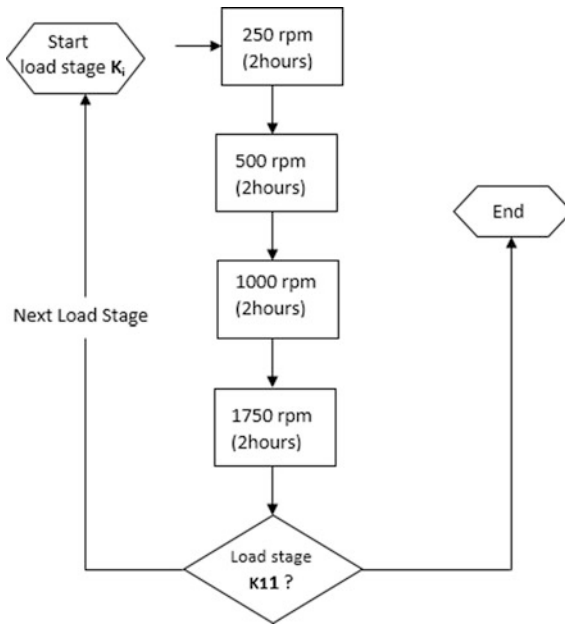 Start
load stage Kᵢ
250 rpm
(2hours)
500 rpm
(2hours)
End
1000 rpm
(2hours)
Next Load Stage
1750 rpm
(2hours)
Load stage
K11 ?